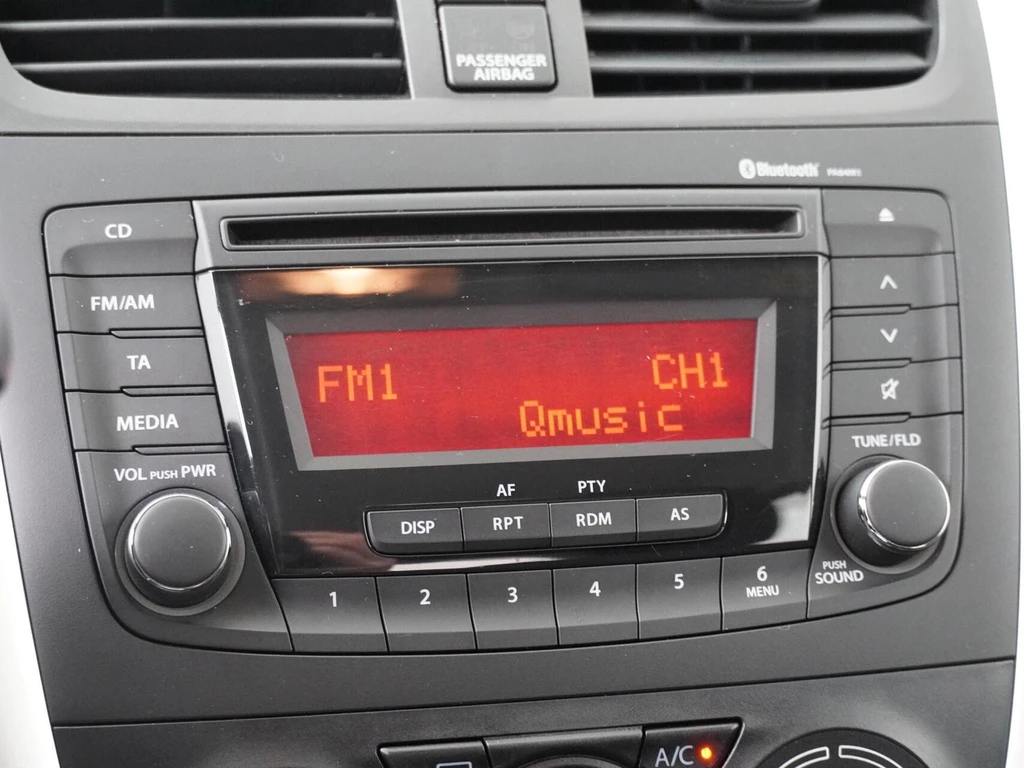 PASSENGER
AIRBAG
Bluetooth
CD
FM/AM
TA
MEDIA
VOL PUSH PWR
FM1 CH1
Qmusic
AF PTY
DISP RPT RDM AS
1 2 3 4 5 6
MENU
TUNE/FLD
PUSH
SOUND
A/C